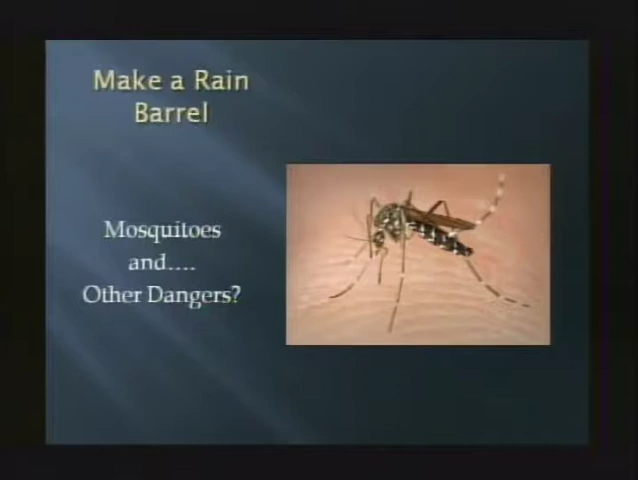 Make a Rain
Barrel
Mosquitoes
and....
Other Dangers?